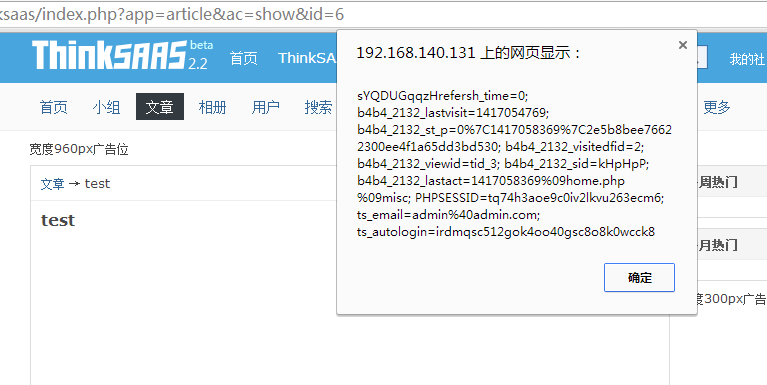 ksaas/index.php?app=article&ac=show&id=6
ThinkSAAS beta 2.2
首页 ThinkSA
我的社
192.168.140.131 上的网页显示：
sYQDUGqqzHrefersh_time=0;
b4b4_2132_lastvisit=1417054769;
b4b4_2132_st_p=0%7C1417058369%7C2e5b8bee7662
2300ee4f1a65dd3bd530; b4b4_2132_visitedfid=2;
b4b4_2132_viewid=tid_3; b4b4_2132_sid=kHpHpP;
b4b4_2132_lastact=1417058369%09home.php
%09misc; PHPSESSID=tq74h3aoe9c0iv2lkvu263ecm6;
ts_email=admin%40admin.com;
ts_autologin=irdmqsc512gok4oo40gsc8o8k0wcck8
确定
首页 小组 文章 相册 用户 搜索 更多
宽度960px广告位
文章 → test
test
周热门
月热门
度300px广告